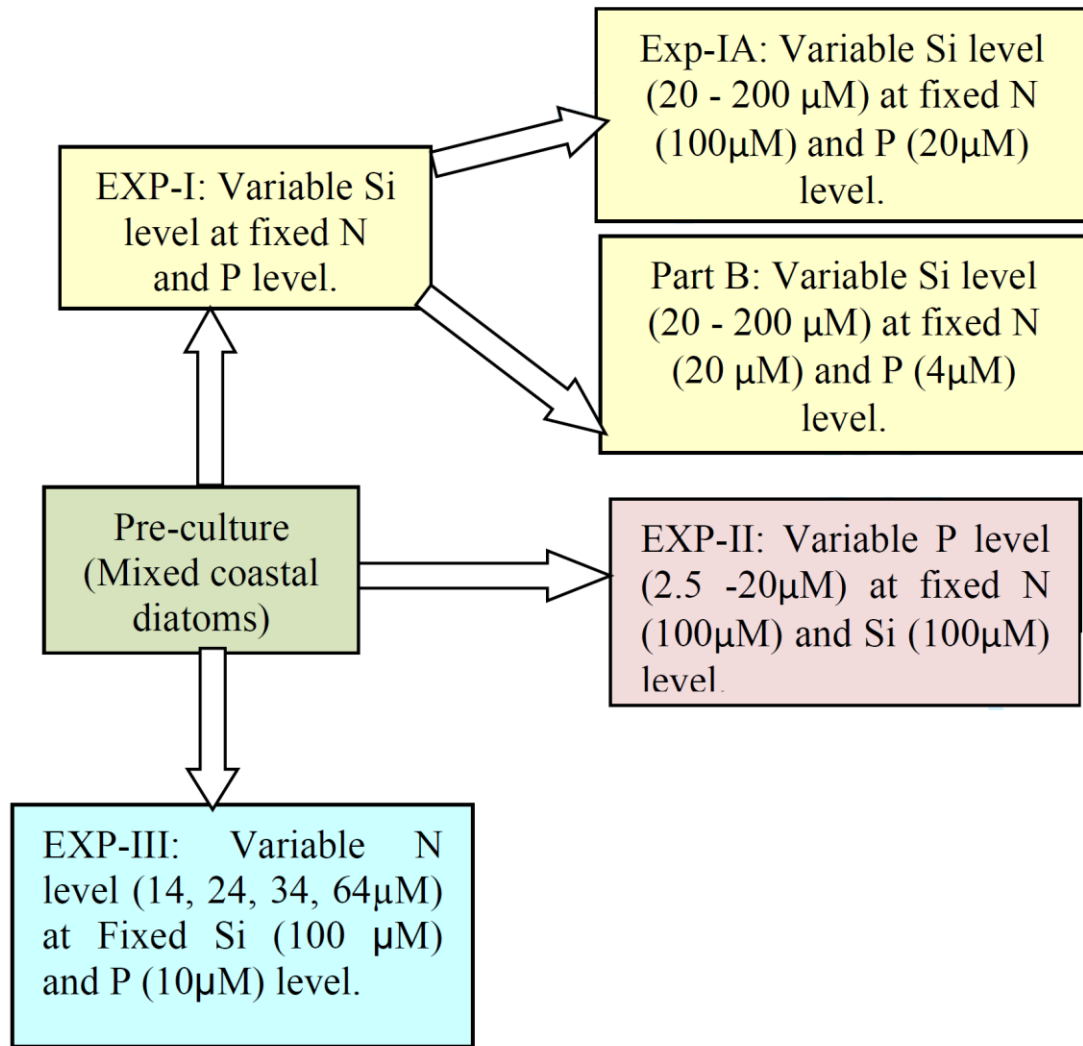 Exp-IA: Variable Si level
(20 - 200 μM) at fixed N
(100μM) and P (20μM)
level.
EXP-I: Variable Si
level at fixed N
and P level.
Part B: Variable Si level
(20 - 200 μM) at fixed N
(20 μM) and P (4μM)
level.
Pre-culture
(Mixed coastal
diatoms)
EXP-II: Variable P level
(2.5 -20μM) at fixed N
(100μM) and Si (100μM)
level.
EXP-III: Variable N
level (14, 24, 34, 64μM)
at Fixed Si (100 μM)
and P (10μM) level.